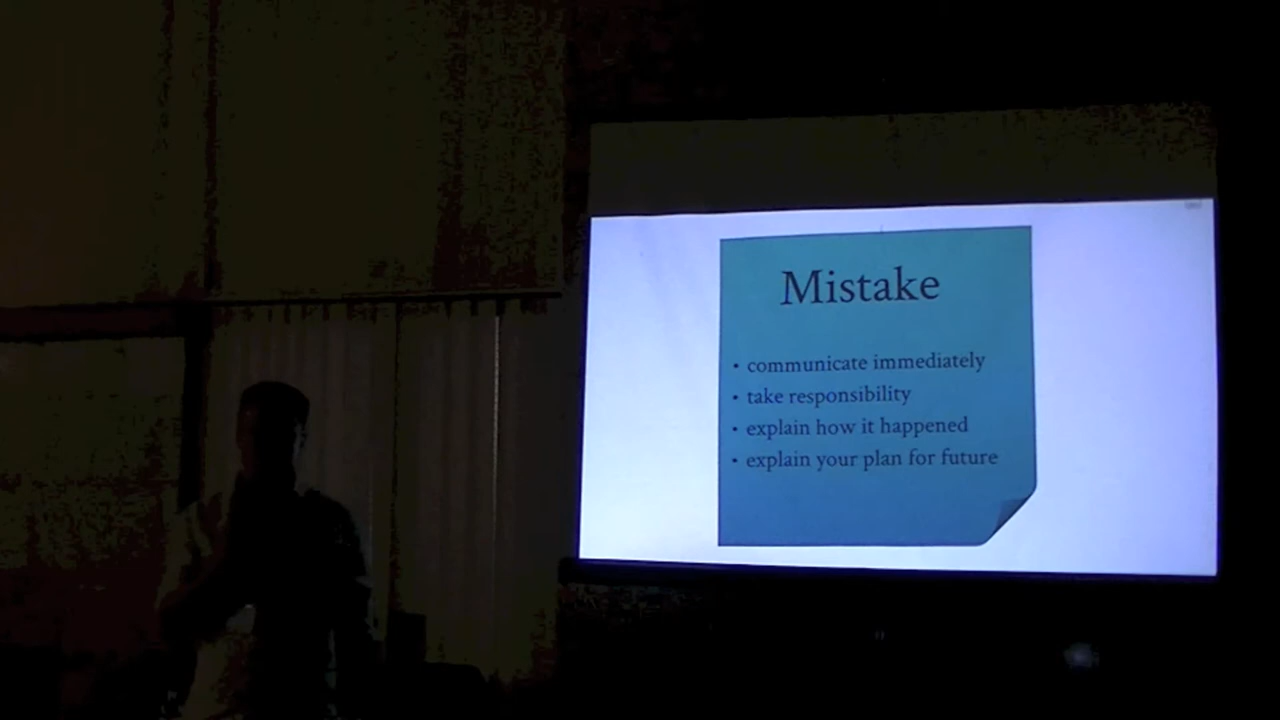 Mistake
• communicate immediately
• take responsibility
• explain how it happened
• explain your plan for future